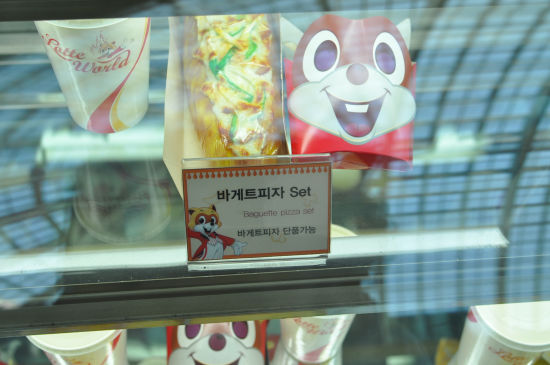 Lotte
World
바게트피자 Set
Baguette pizza set
바게트피자 단품가능